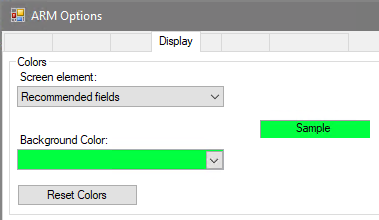 ARM Options
Display
Colors
Screen element:
Recommended fields
Sample
Background Color:
Reset Colors